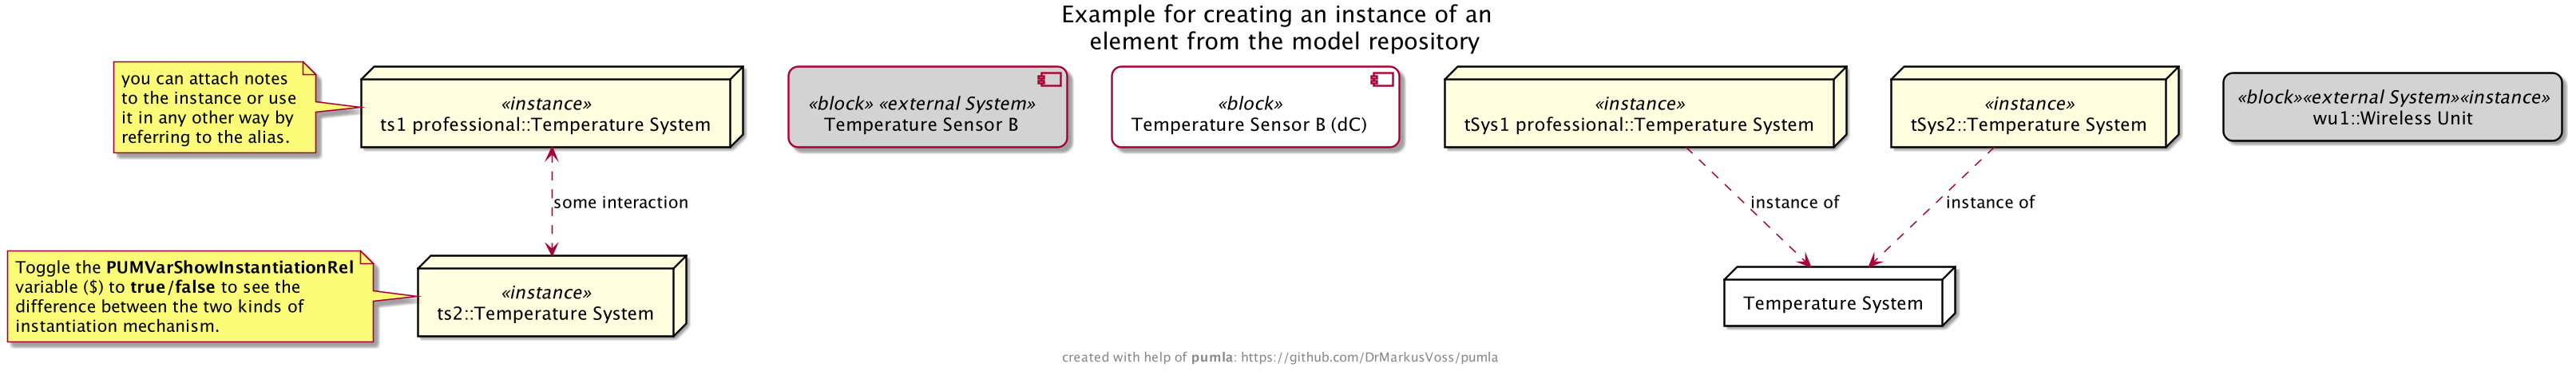 Example for creating an instance of an
element from the model repository
you can attach notes
to the instance or use
it in any other way by
referring to the alias.
«instance»
ts1 professional::Temperature System
«block» «external System»
Temperature Sensor B
«block»
Temperature Sensor B (dC)
«instance»
tSys1 professional::Temperature System
«instance»
tSys2::Temperature System
«block»«external System»«instance»
wu1::Wireless Unit
some interaction
instance of
instance of
Toggle the PUMVarShowInstantiationRel
variable ($) to true/false to see the
difference between the two kinds of
instantiation mechanism.
«instance»
ts2::Temperature System
Temperature System
created with help of pumla: https://github.com/DrMarkusVoss/pumla